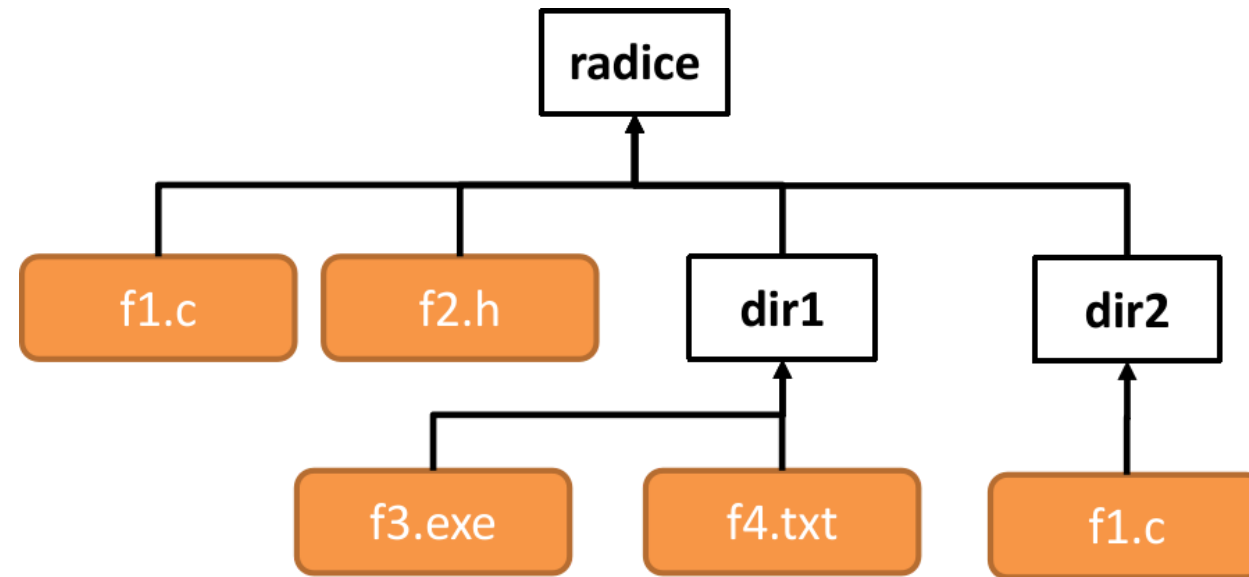 radice
f1.c
f2.h
dir1
dir2
f3.exe
f4.txt
f1.c